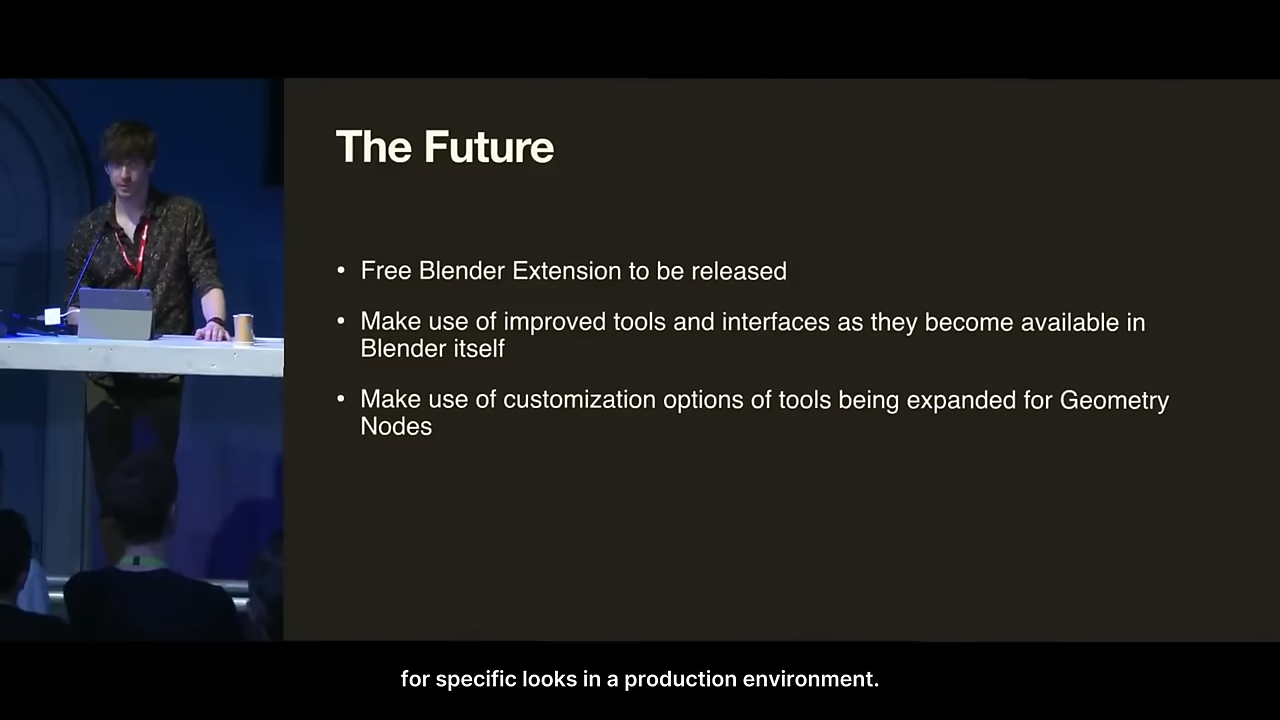 The Future
• Free Blender Extension to be released
• Make use of improved tools and interfaces as they become available in
Blender itself
• Make use of customization options of tools being expanded for Geometry
Nodes
for specific looks in a production environment.